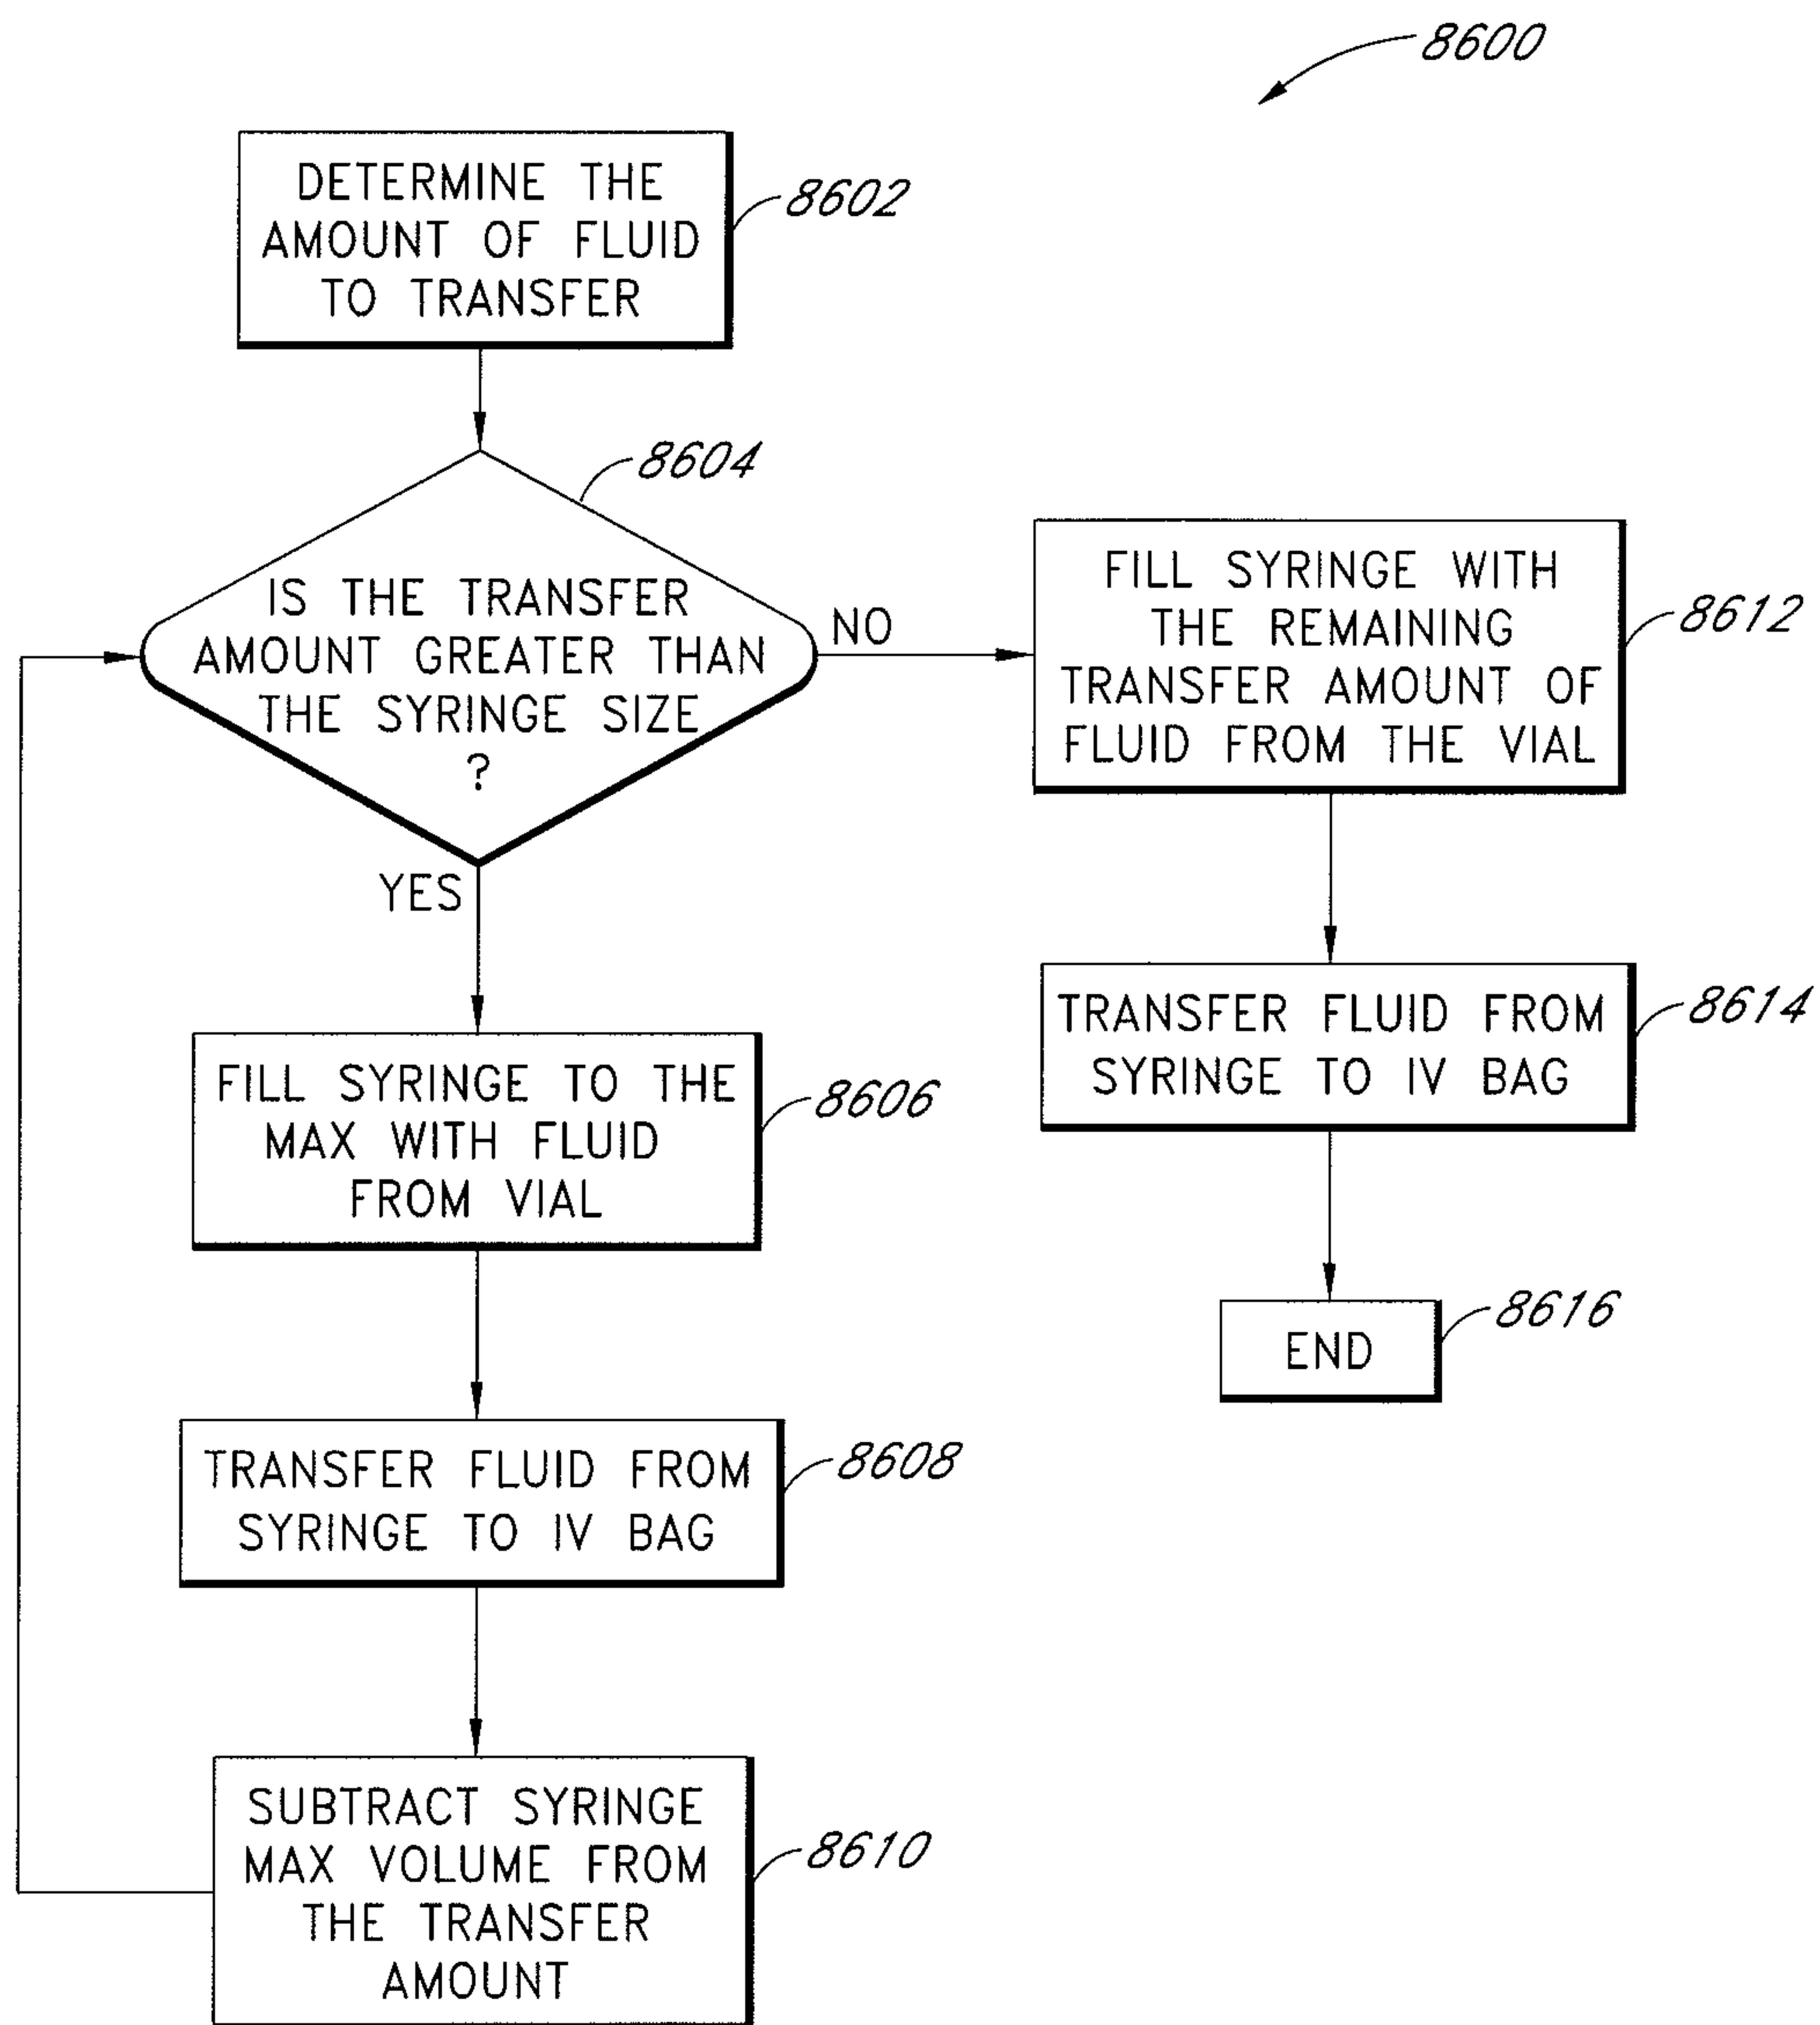 8600
DETERMINE THE
AMOUNT OF FLUID
TO TRANSFER
8602
8604
IS THE TRANSFER
AMOUNT GREATER THAN
THE SYRINGE SIZE
?
NO
YES
FILL SYRINGE WITH
THE REMAINING
TRANSFER AMOUNT OF
FLUID FROM THE VIAL
8612
TRANSFER FLUID FROM
SYRINGE TO IV BAG
8614
END
8616
FILL SYRINGE TO THE
MAX WITH FLUID
FROM VIAL
8606
TRANSFER FLUID FROM
SYRINGE TO IV BAG
8608
SUBTRACT SYRINGE
MAX VOLUME FROM
THE TRANSFER
AMOUNT
8610